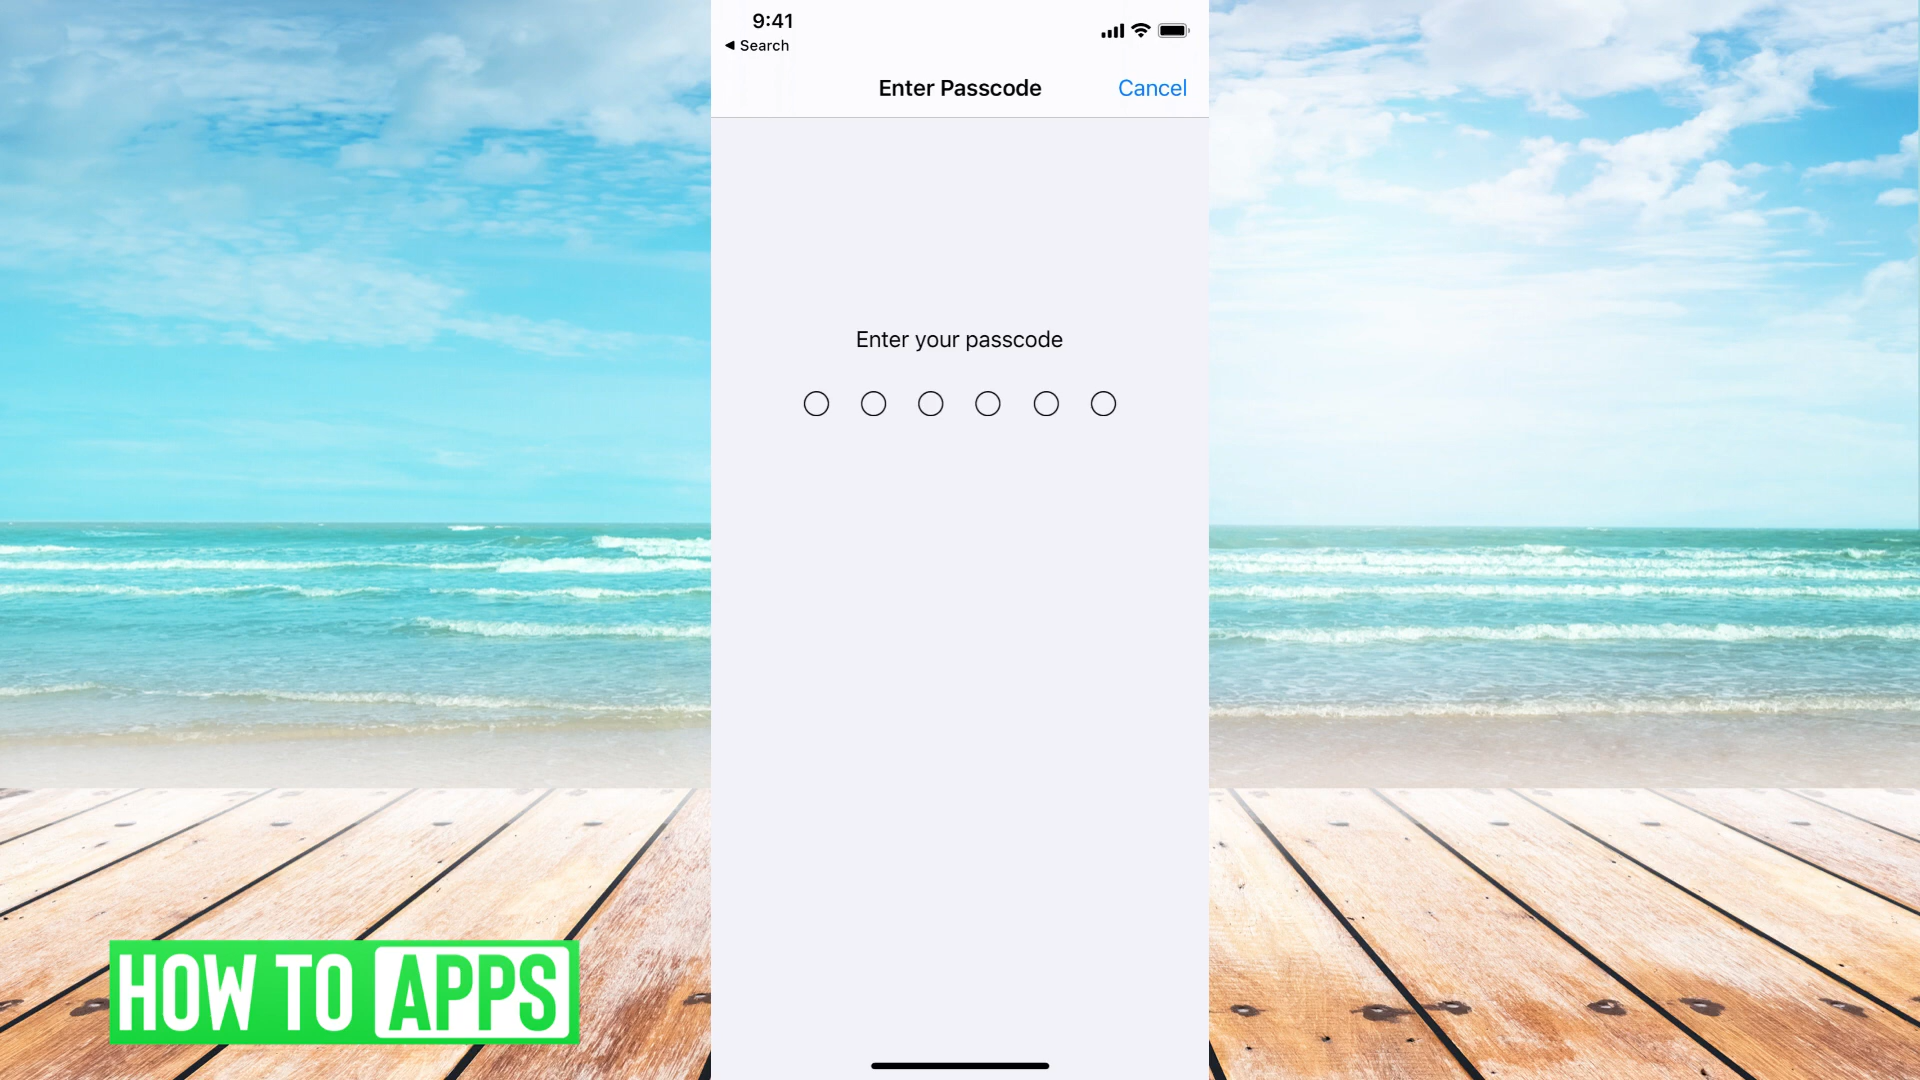 9:41
◀ Search
Enter Passcode
Cancel
Enter your passcode
HOW TO APPS